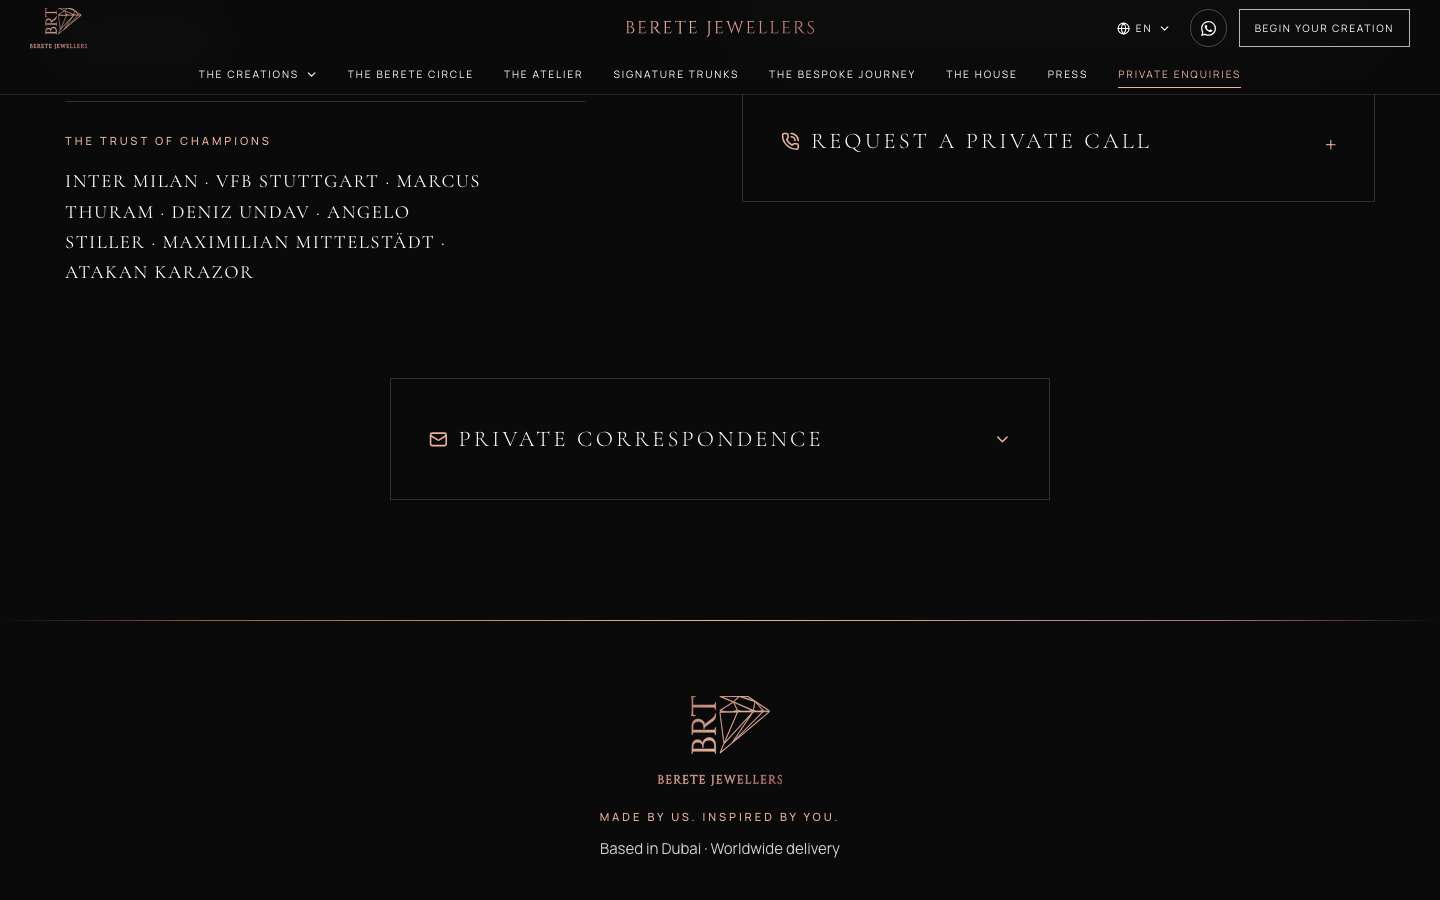 BRT
BERETE JEWELLERS
BERETE JEWELLERS
EN
BEGIN YOUR CREATION
THE CREATIONS
THE BERETE CIRCLE
THE ATELIER
SIGNATURE TRUNKS
THE BESPOKE JOURNEY
THE HOUSE
PRESS
PRIVATE ENQUIRIES
THE TRUST OF CHAMPIONS
INTER MILAN · VFB STUTTGART · MARCUS
THURAM · DENIZ UNDAV · ANGELO
STILLER · MAXIMILIAN MITTELSTÄDT ·
ATAKAN KARAZOR
REQUEST A PRIVATE CALL
+
PRIVATE CORRESPONDENCE
BRT
BERETE JEWELLERS
MADE BY US. INSPIRED BY YOU.
Based in Dubai · Worldwide delivery